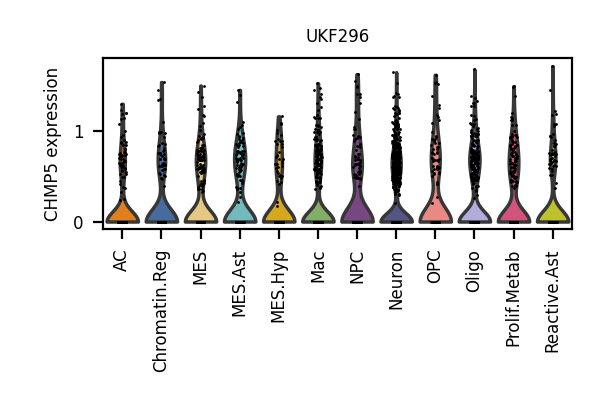 UKF296
CHMP5 expression
1
0
AC
Chromatin.Reg
MES
MES.Ast
MES.Hyp
Mac
NPC
Neuron
OPC
Oligo
Prolif.Metab
Reactive.Ast